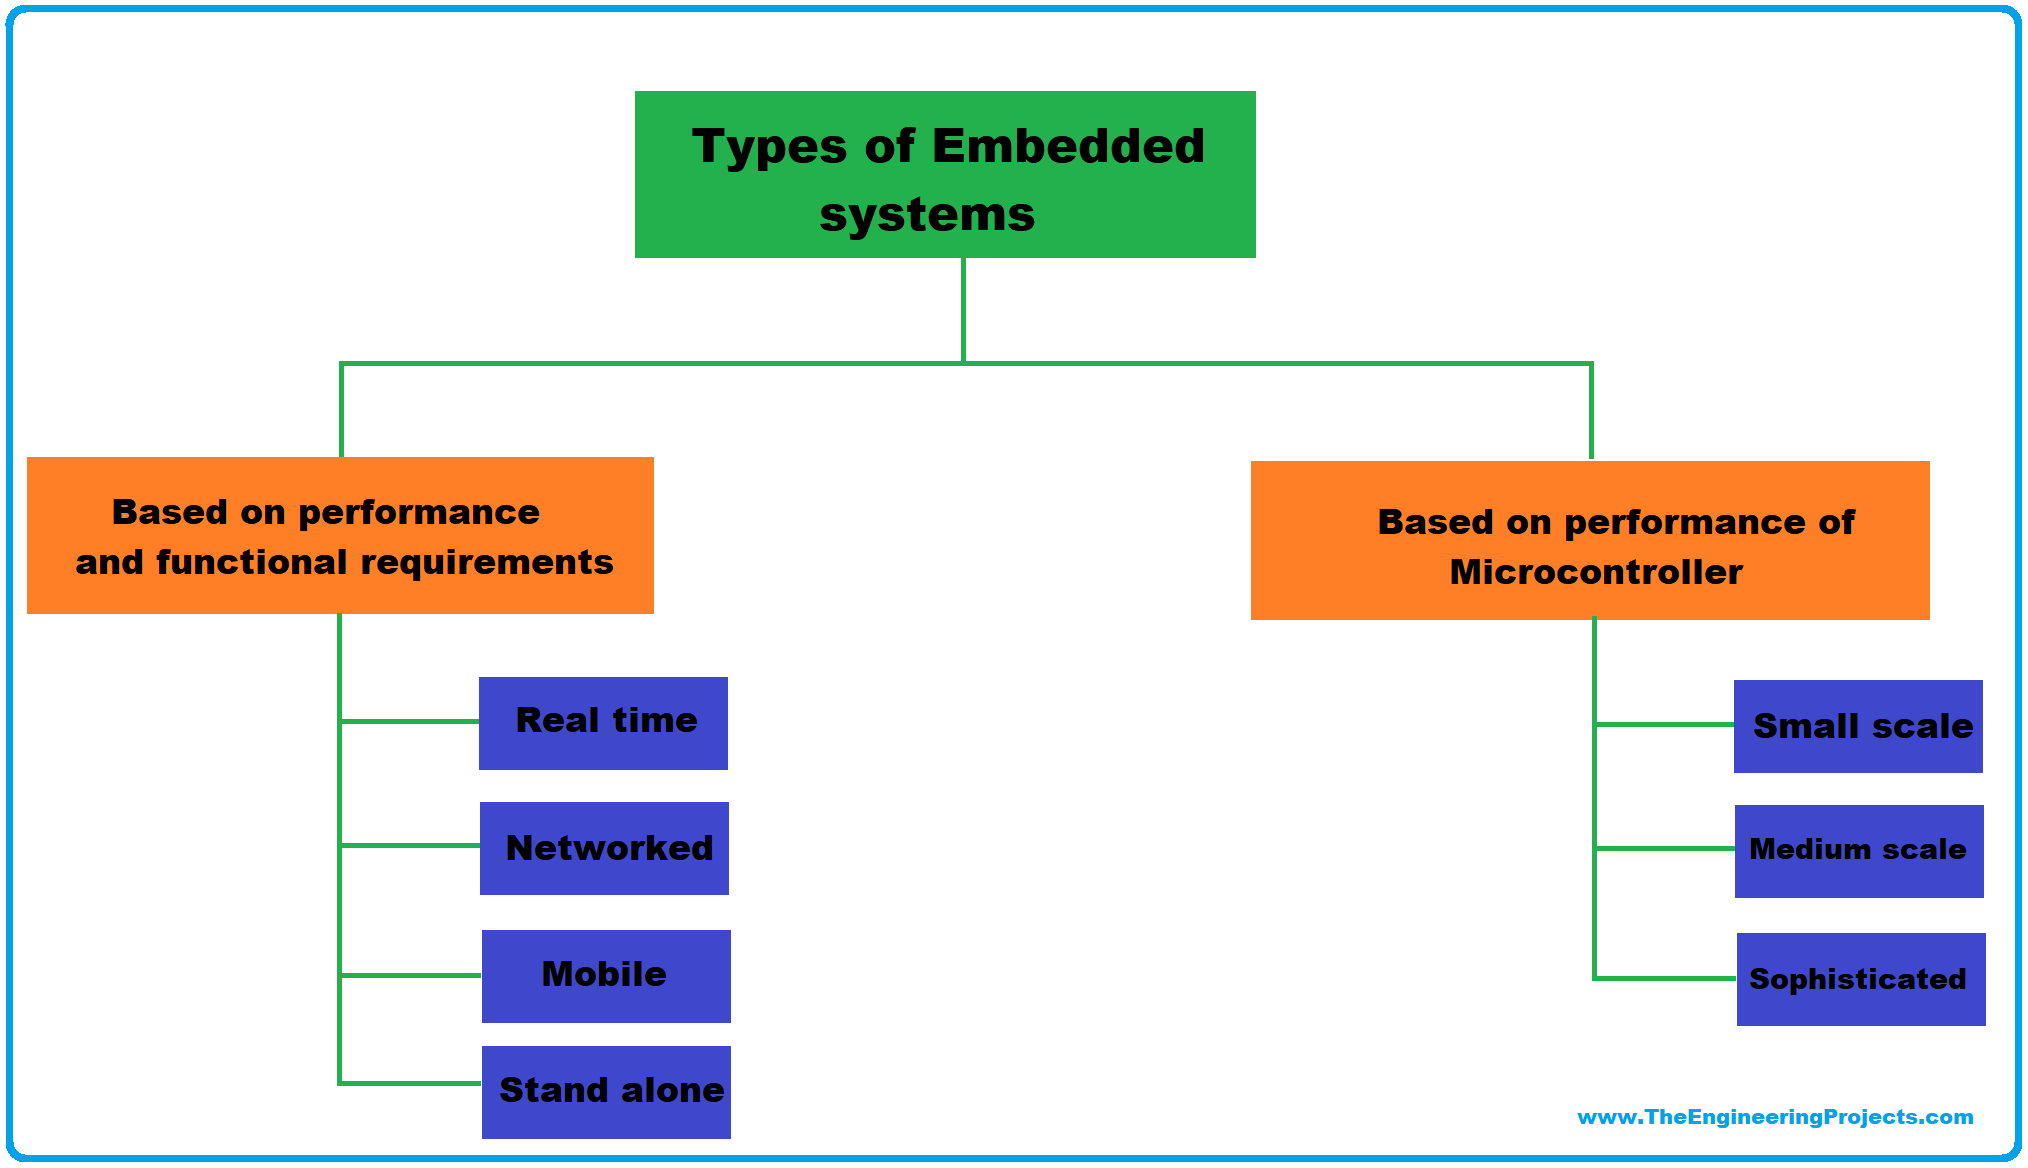 Types of Embedded
systems
Based on performance
and functional requirements
Real time
Networked
Mobile
Stand alone
Based on performance of
Microcontroller
Small scale
Medium scale
Sophisticated
www.TheEngineeringProjects.com